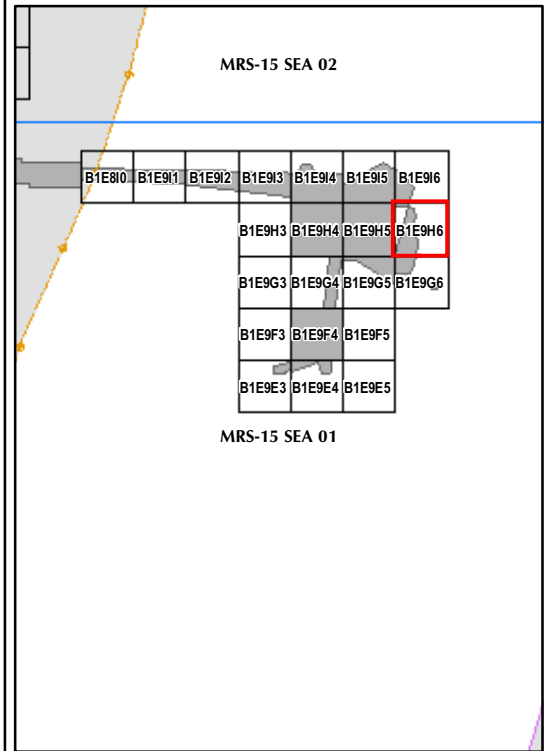 MRS-15 SEA 02
B1E8I0 B1E9I1 B1E9I2 B1E9I3 B1E9I4 B1E9I5 B1E9I6
B1E9H3 B1E9H4 B1E9H5 B1E9H6
B1E9G3 B1E9G4 B1E9G5 B1E9G6
B1E9F3 B1E9F4 B1E9F5
B1E9E3 B1E9E4 B1E9E5
MRS-15 SEA 01